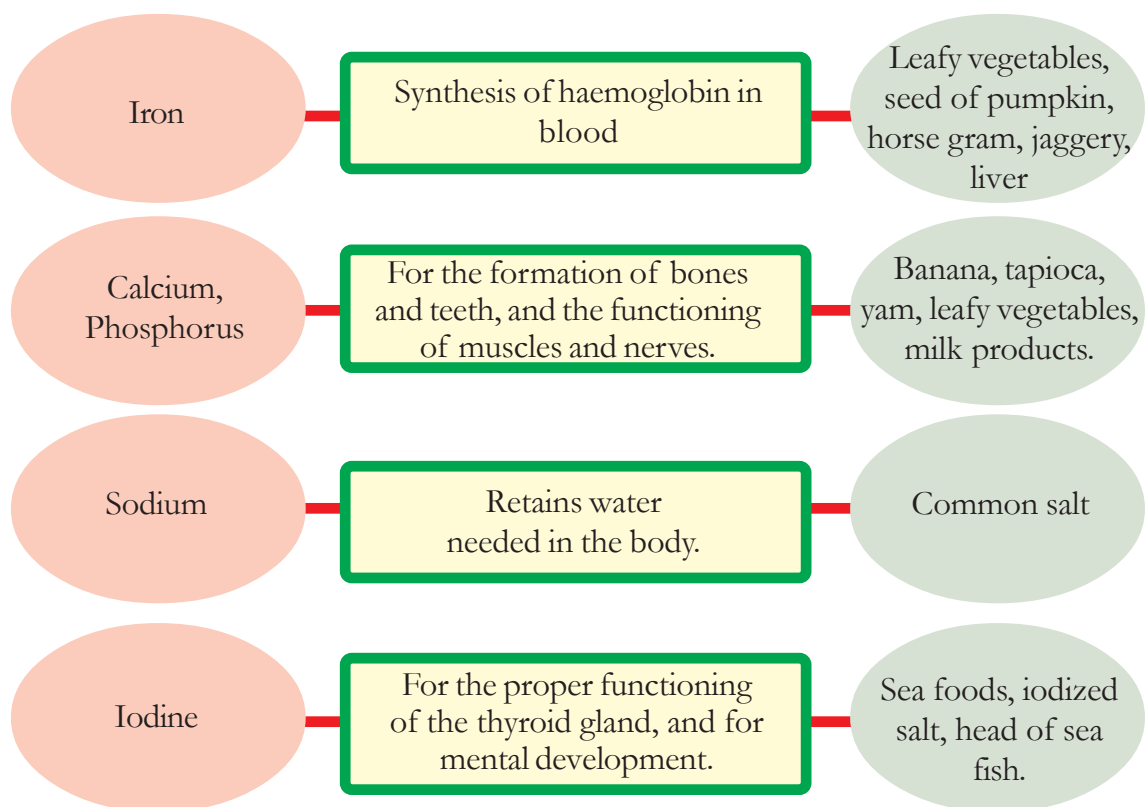 Iron
Synthesis of haemoglobin in
blood
Leafy vegetables,
seed of pumpkin,
horse gram, jaggery,
liver
Calcium,
Phosphorus
For the formation of bones
and teeth, and the functioning
of muscles and nerves.
Banana, tapioca,
yam, leafy vegetables,
milk products.
Sodium
Retains water
needed in the body.
Common salt
Iodine
For the proper functioning
of the thyroid gland, and for
mental development.
Sea foods, iodized
salt, head of sea
fish.